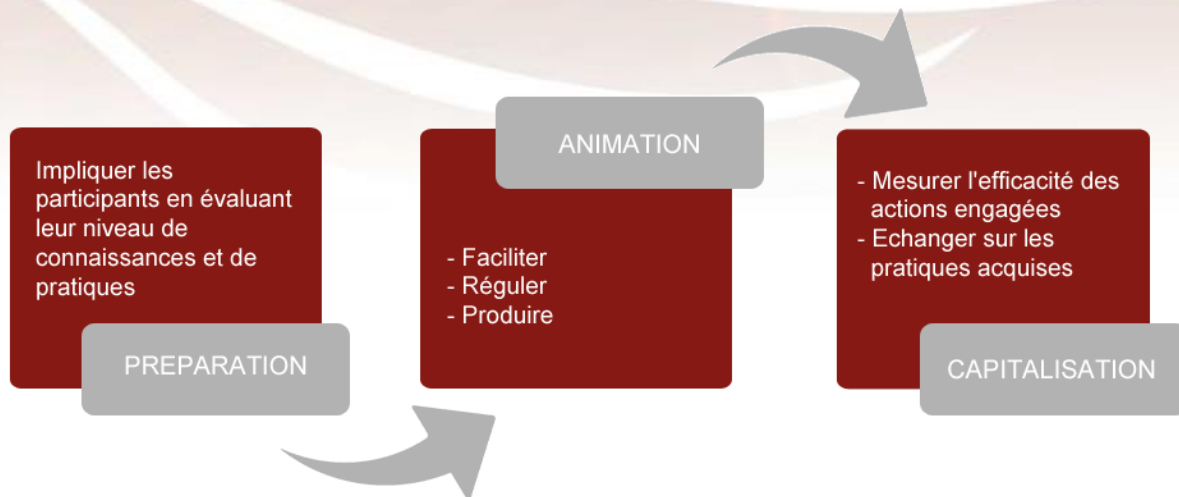 Impliquer les
participants en évaluant
leur niveau de
connaissances et de
pratiques
PREPARATION
ANIMATION
- Faciliter
- Réguler
- Produire
- Mesurer l'efficacité des
actions engagées
- Echanger sur les
pratiques acquises
CAPITALISATION